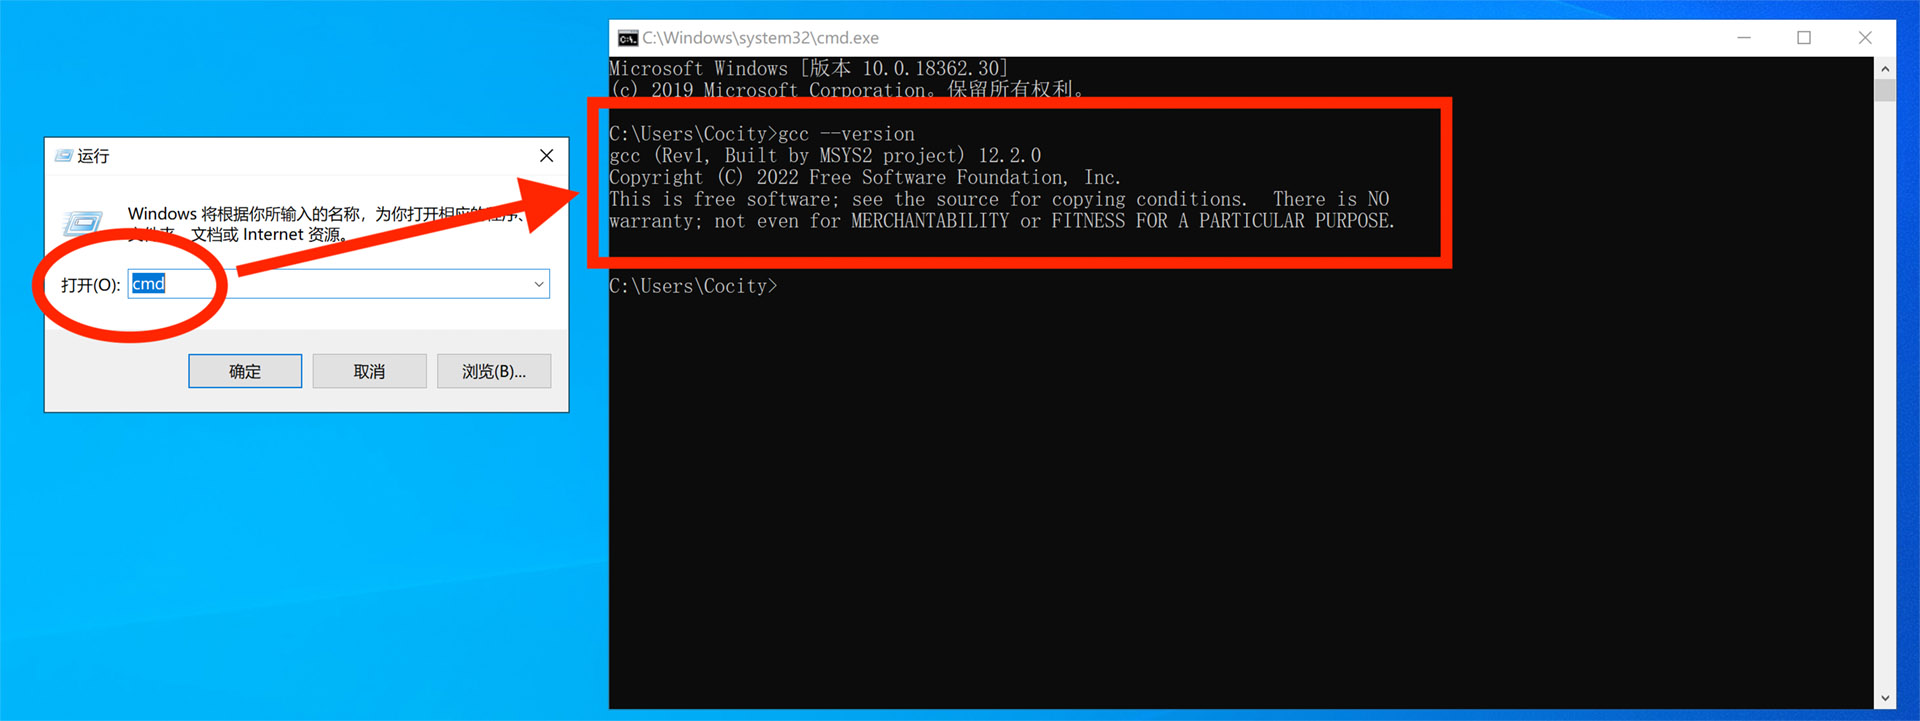 运行
Windows 将根据你所输入的名称，为你打开相应的程序、
文件夹、文档或 Internet 资源。
打开(O): cmd
确定 取消 浏览(B)...
C:\Windows\system32\cmd.exe
Microsoft Windows [版本 10.0.18362.30]
(c) 2019 Microsoft Corporation。保留所有权利。
C:\Users\Cocity>gcc --version
gcc (Rev1, Built by MSYS2 project) 12.2.0
Copyright (C) 2022 Free Software Foundation, Inc.
This is free software; see the source for copying conditions.  There is NO
warranty; not even for MERCHANTABILITY or FITNESS FOR A PARTICULAR PURPOSE.
C:\Users\Cocity>